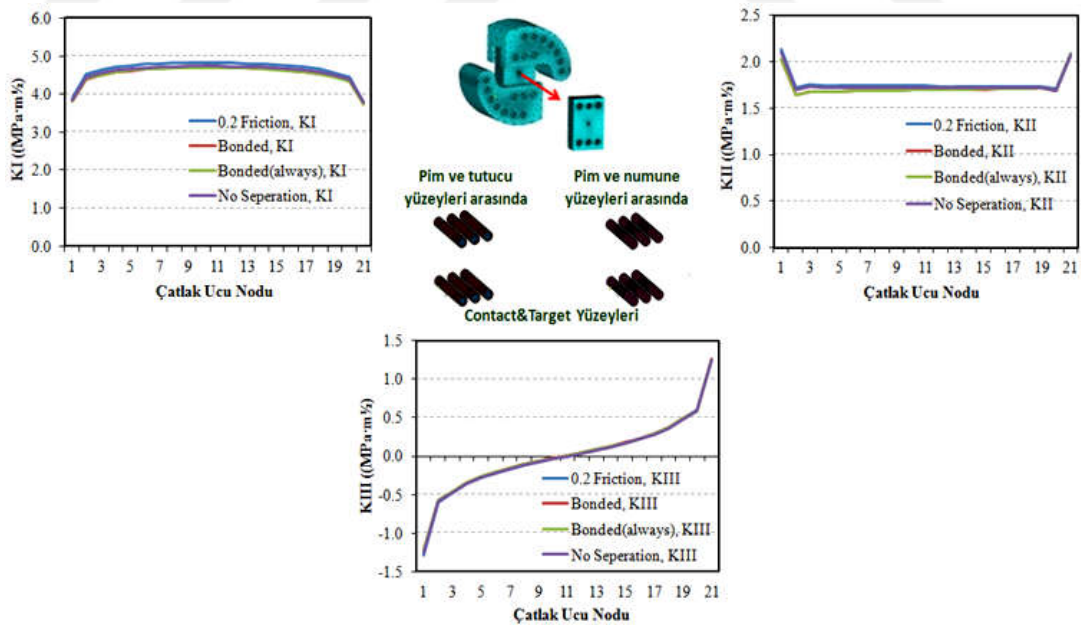 6.0
5.0
4.0
3.0
2.0
1.0
0.0
KI ((MPa·m½)
0.2 Friction, KI
Bonded, KI
Bonded(always), KI
No Seperation, KI
1 3 5 7 9 11 13 15 17 19 21
Çatlak Ucu Nodu
Pim ve tutucu
yüzeyleri arasında
Pim ve numune
yüzeyleri arasında
Contact&Target Yüzeyleri
2.5
2.0
1.5
1.0
0.5
0.0
KII ((MPa·m½)
0.2 Friction, KII
Bonded, KII
Bonded(always), KII
No Seperation, KII
1 3 5 7 9 11 13 15 17 19 21
Çatlak Ucu Nodu
1.5
1.0
0.5
0.0
-0.5
-1.0
-1.5
KIII ((MPa·m½)
0.2 Friction, KIII
Bonded, KIII
Bonded(always), KIII
No Seperation, KIII
1 3 5 7 9 11 13 15 17 19 21
Çatlak Ucu Nodu